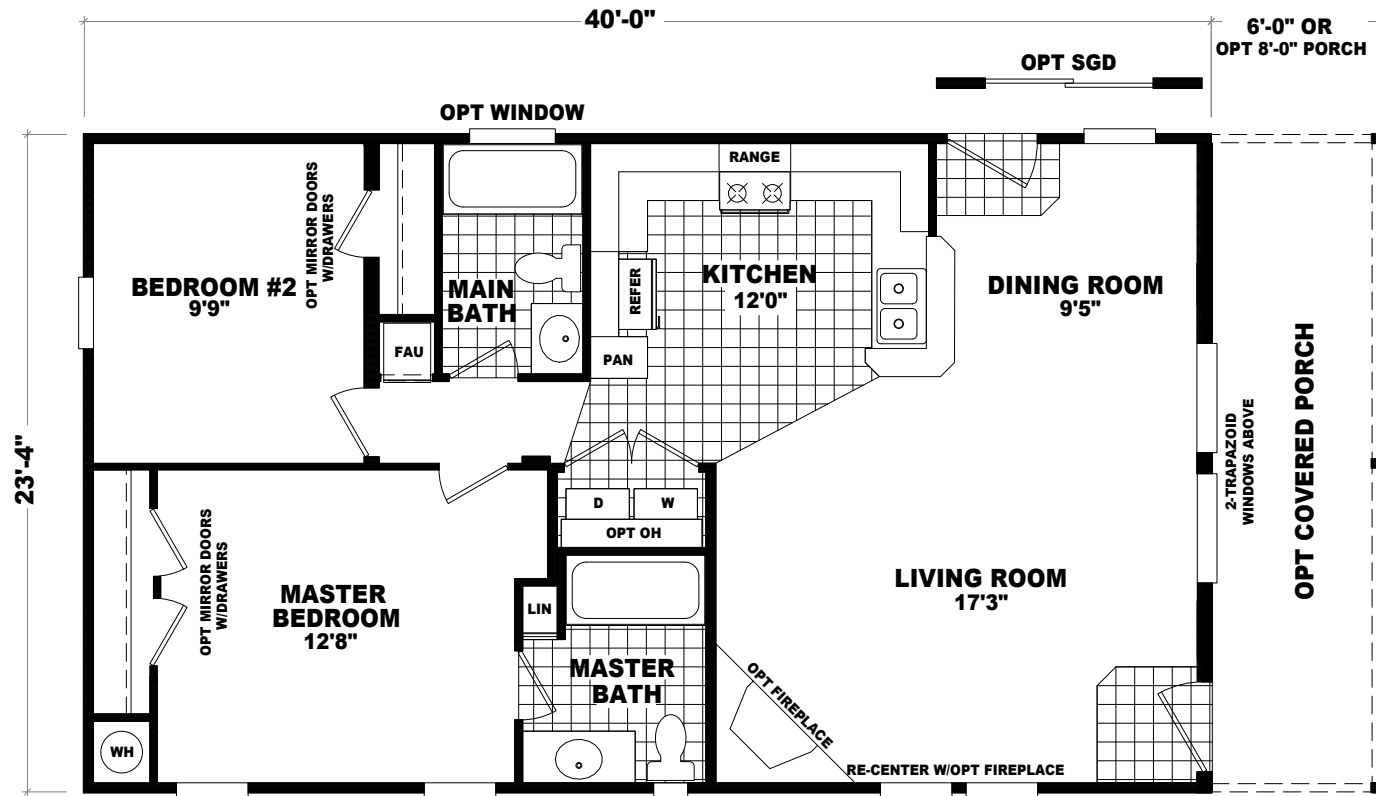 40'-0"
6'-0" OR
OPT 8'-0" PORCH
OPT SGD
OPT WINDOW
RANGE
OPT MIRROR DOORS
W/DRAWERS
BEDROOM #2
9'9"
MAIN
BATH
REFER
KITCHEN
12'0"
DINING ROOM
9'5"
FAU
PAN
23'-4"
2-TRAPAZOID
WINDOWS ABOVE
OPT COVERED PORCH
D
W
OPT OH
OPT MIRROR DOORS
W/DRAWERS
MASTER
BEDROOM
12'8"
LIN
LIVING ROOM
17'3"
MASTER
BATH
OPT FIREPLACE
WH
RE-CENTER W/OPT FIREPLACE